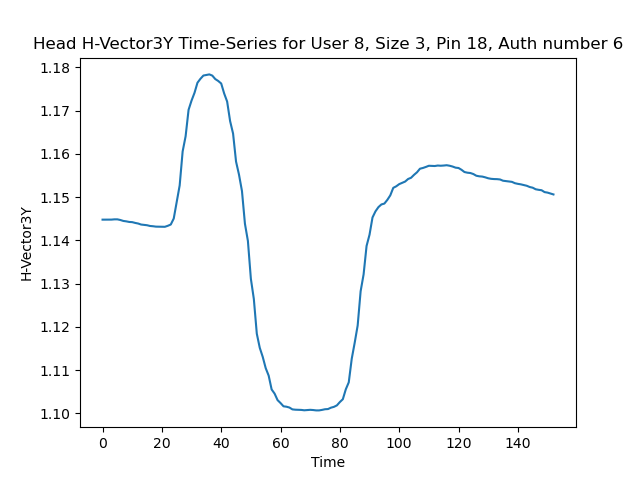 Head H-Vector3Y Time-Series for User 8, Size 3, Pin 18, Auth number 6
1.18
1.17
1.16
1.15
1.14
1.13
1.12
1.11
1.10
H-Vector3Y
0 20 40 60 80 100 120 140
Time